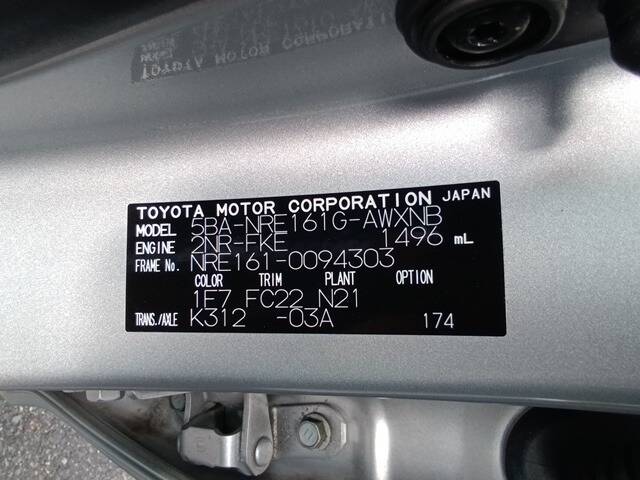 TOYOTA MOTOR CORPORATION JAPAN
MODEL 5BA-NRE161G-AWXNB
ENGINE 2NR-FKE 1496 mL
FRAME No. NRE161-0094303
COLOR TRIM PLANT OPTION
1E7 FC22 N21
TRANS./AXLE K312 -03A 174